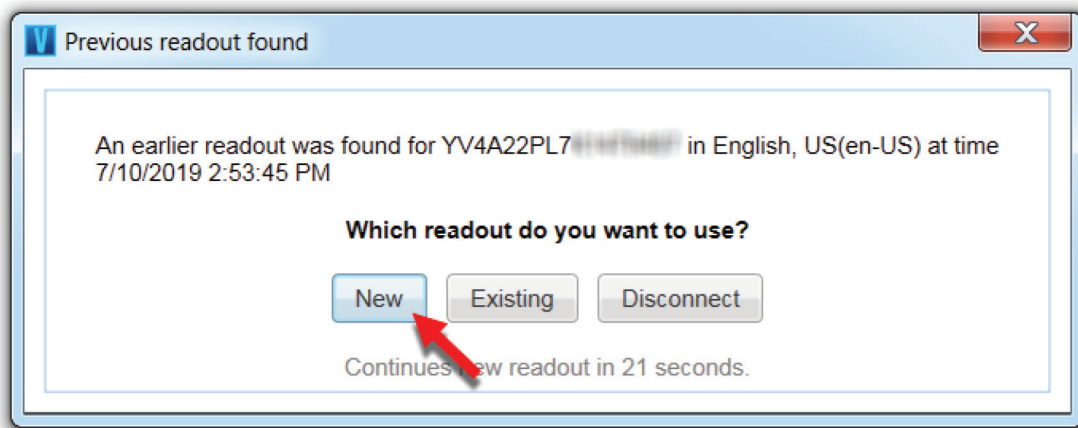 Previous readout found
An earlier readout was found for YV4A22PL7 in English, US(en-US) at time
7/10/2019 2:53:45 PM
Which readout do you want to use?
New Existing Disconnect
Continues new readout in 21 seconds.